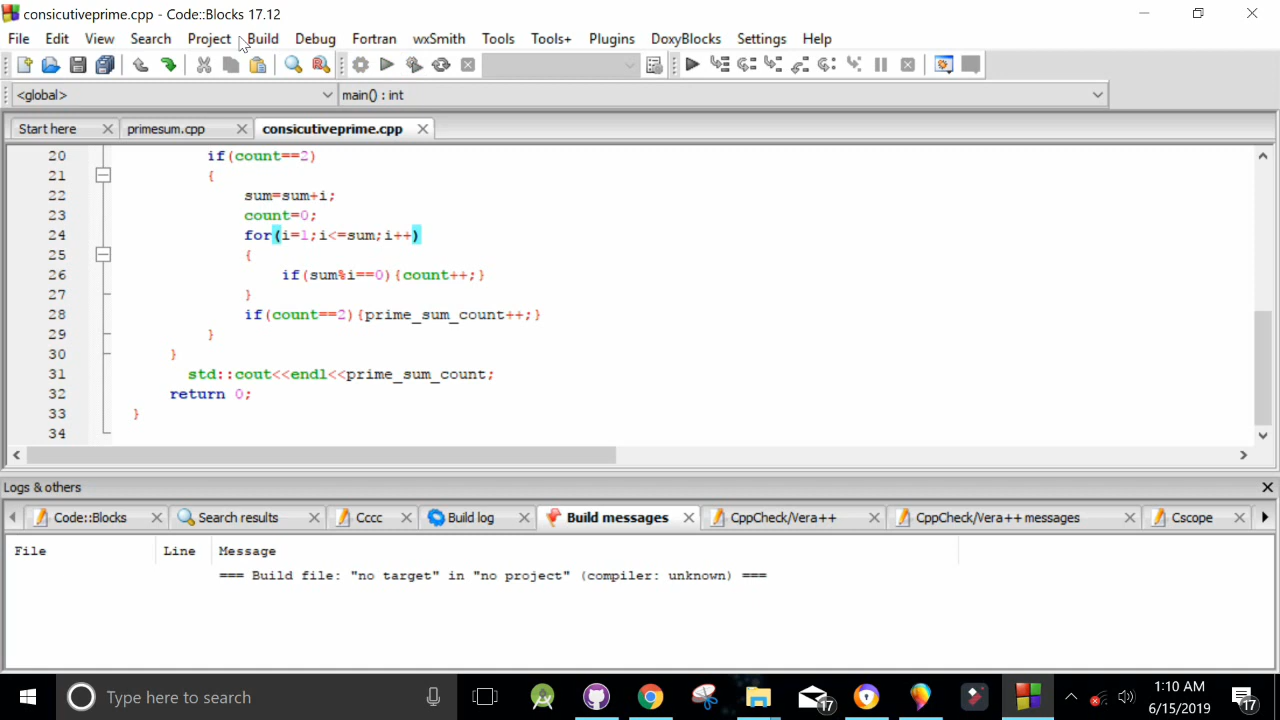 consicutiveprime.cpp - Code::Blocks 17.12
File Edit View Search Project Build Debug Fortran wxSmith Tools Tools+ Plugins DoxyBlocks Settings Help
<global> main() : int
Start here primesum.cpp consicutiveprime.cpp
20 if(count==2)
21 {
22 sum=sum+i;
23 count=0;
24 for(i=1;i<=sum;i++)
25 {
26 if(sum%i==0){count++;}
27 }
28 if(count==2){prime_sum_count++;}
29 }
30 }
31 std::cout<<endl<<prime_sum_count;
32 return 0;
33 }
34
Logs & others
Code::Blocks Search results Cccc Build log Build messages CppCheck/Vera++ CppCheck/Vera++ messages Cscope
File Line Message
=== Build file: "no target" in "no project" (compiler: unknown) ===
Type here to search 17 1:10 AM 17
6/15/2019